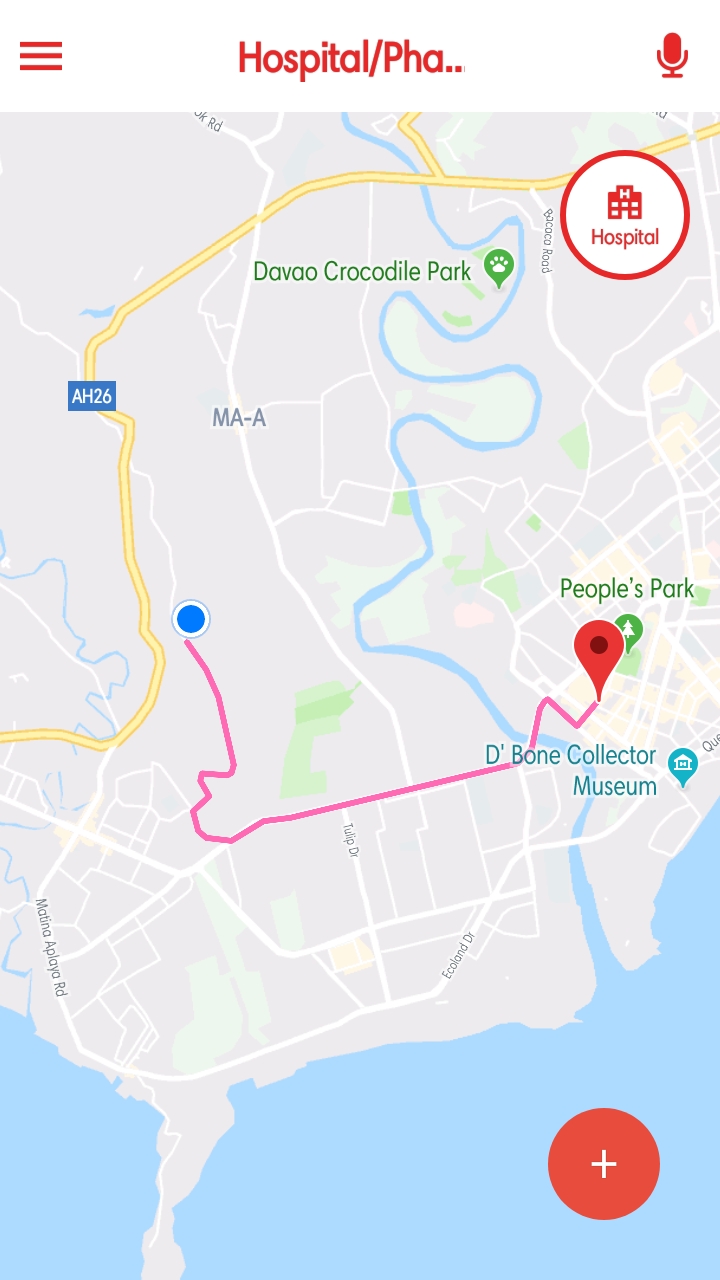 Hospital/Pha...
ok Rd
Rd
Bacaca Road
H
Hospital
Davao Crocodile Park
AH26
MA-A
People's Park
D' Bone Collector
Museum
Que
Tulip Dr
Matina Aplaya Rd
Ecoland Dr
+